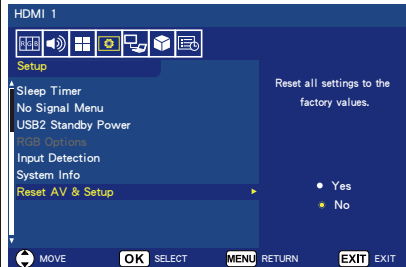 HDMI 1
RGB
Setup
Sleep Timer
No Signal Menu
USB2 Standby Power
RGB Options
Input Detection
System Info
Reset AV & Setup
Reset all settings to the
factory values.
Yes
No
MOVE OK SELECT MENU RETURN EXIT EXIT